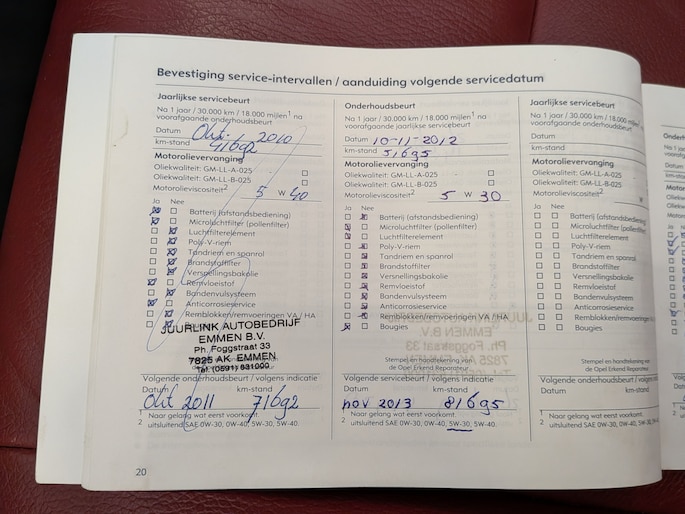 Bevestiging service-intervallen / aanduiding volgende servicedatum
Jaarlijkse servicebeurt
Na 1 jaar / 30.000 km / 18.000 mijlen1 na
voorafgaande onderhoudsbeurt
Datum Okt. 2010
km-stand 41692
Motorolievervanging
Oliekwaliteit: GM-LL-A-025
Oliekwaliteit: GM-LL-B-025
Motorolieviscositeit2 5 W 40
Ja Nee
Batterij (afstandsbediening)
Microluchtfilter (pollenfilter)
Luchtfilterelement
Poly-V-riem
Tandriem en spanrol
Brandstoffilter
Versnellingsbakolie
Remvloeistof
Bandenvulsysteem
Anticorrosieservice
Remblokken/remvoeringen VA / HA
JUURLINK AUTOBEDRIJF
EMMEN B.V.
Ph. Foggstraat 33
7825 AK EMMEN
Tel. (0591) 631000
Volgende onderhoudsbeurt / volgens indicatie
Datum km-stand
Okt 2011 71692
1 Naar gelang wat eerst voorkomt.
2 uitsluitend SAE 0W-30, 0W-40, 5W-30, 5W-40
20
Onderhoudsbeurt
Na 1 jaar / 30.000 km / 18.000 mijlen1 na
voorafgaande jaarlijkse servicebeurt
Datum 10-11-2012
km-stand 51695
Motorolievervanging
Oliekwaliteit: GM-LL-A-025
Oliekwaliteit: GM-LL-B-025
Motorolieviscositeit2 5 W 30
Ja Nee
Batterij (afstandsbediening)
Microluchtfilter (pollenfilter)
Luchtfilterelement
Poly-V-riem
Tandriem en spanrol
Brandstoffilter
Versnellingsbakolie
Remvloeistof
Bandenvulsysteem
Anticorrosieservice
Remblokken/remvoeringen VA / HA
Bougies
Stempel en handtekening van
de Opel Erkend Reparateur
Volgende servicebeurt / volgens indicatie
Datum km-stand
nov 2013 81695
1 Naar gelang wat eerst voorkomt.
2 uitsluitend SAE 0W-30, 0W-40, 5W-30, 5W-40
Jaarlijkse servicebeurt
Na 1 jaar / 30.000 km / 18.000 mijlen1 na
voorafgaande onderhoudsbeurt
Datum
km-stand
Motorolievervanging
Oliekwaliteit: GM-LL-A-025
Oliekwaliteit: GM-LL-B-025
Motorolieviscositeit2 W
Ja Nee
Batterij (afstandsbediening)
Microluchtfilter (pollenfilter)
Luchtfilterelement
Poly-V-riem
Tandriem en spanrol
Brandstoffilter
Versnellingsbakolie
Remvloeistof
Bandenvulsysteem
Anticorrosieservice
Remblokken/remvoeringen
Bougies
Stempel en handtekening van
de Opel Erkend Reparateur
Volgende onderhoudsbeurt / volgens indicatie
Datum km-stand
1 Naar gelang wat eerst voorkomt.
2 uitsluitend SAE 0W-30, 0W-40, 5W-30, 5W-40